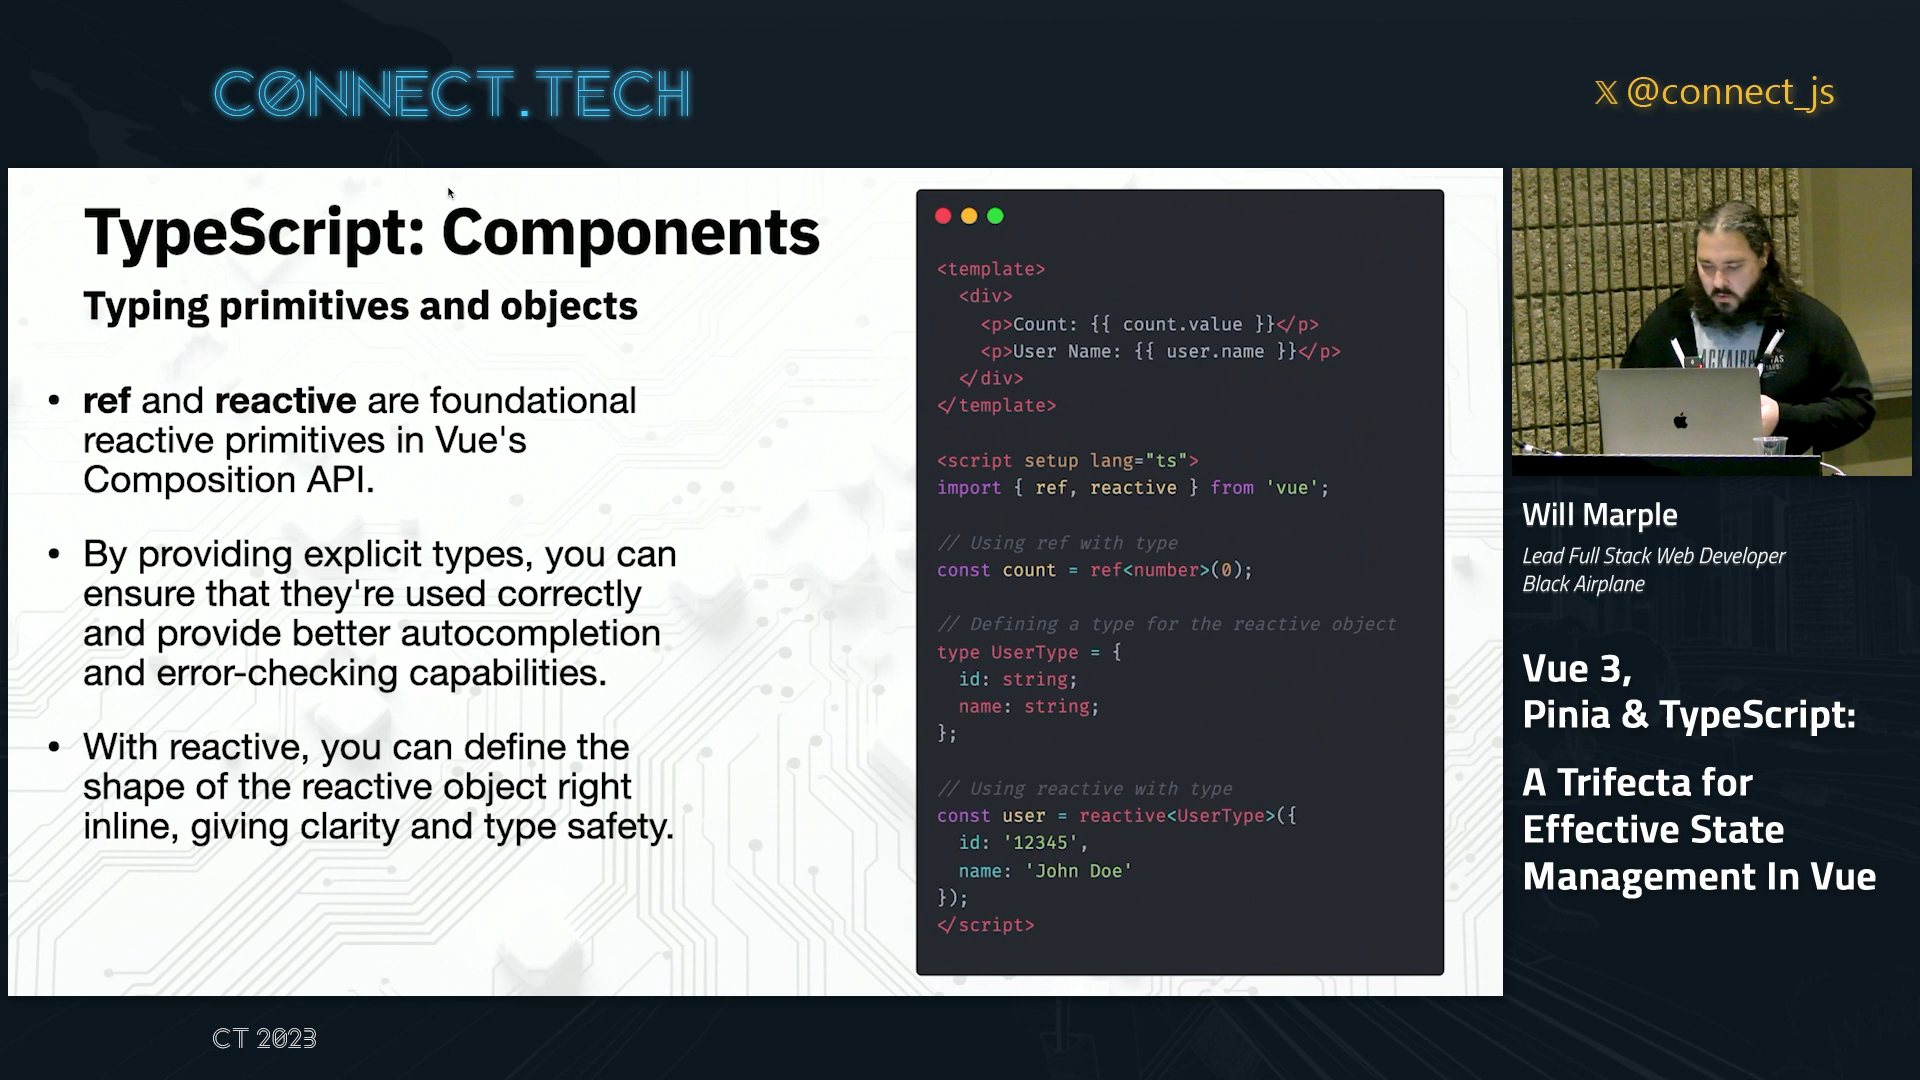 CONNECT.TECH
𝕏 @connect_js
TypeScript: Components
Typing primitives and objects
• ref and reactive are foundational
reactive primitives in Vue's
Composition API.
• By providing explicit types, you can
ensure that they're used correctly
and provide better autocompletion
and error-checking capabilities.
• With reactive, you can define the
shape of the reactive object right
inline, giving clarity and type safety.
<template>
  <div>
    <p>Count: {{ count.value }}</p>
    <p>User Name: {{ user.name }}</p>
  </div>
</template>
<script setup lang="ts">
import { ref, reactive } from 'vue';
// Using ref with type
const count = ref<number>(0);
// Defining a type for the reactive object
type UserType = {
  id: string;
  name: string;
};
// Using reactive with type
const user = reactive<UserType>({
  id: '12345',
  name: 'John Doe'
});
</script>
Will Marple
Lead Full Stack Web Developer
Black Airplane
Vue 3,
Pinia & TypeScript:
A Trifecta for
Effective State
Management In Vue
CT 2023